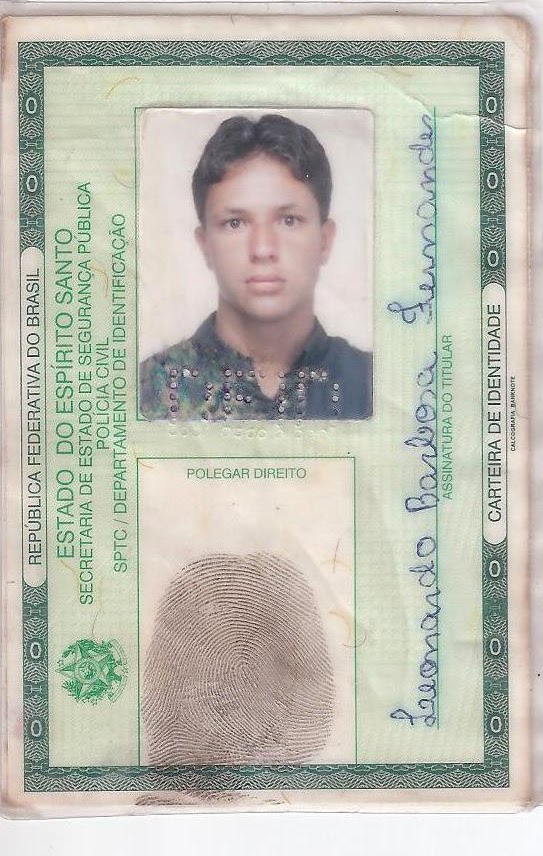 REPÚBLICA FEDERATIVA DO BRASIL
ESTADO DO ESPÍRITO SANTO
SECRETARIA DE ESTADO DE SEGURANÇA PÚBLICA
POLICIA CIVIL
SPTC / DEPARTAMENTO DE IDENTIFICAÇÃO
POLEGAR DIREITO
Leonardo Barbosa Fernandes
ASSINATURA DO TITULAR
CARTEIRA DE IDENTIDADE
CALCOGRAFIA BANKNOTE